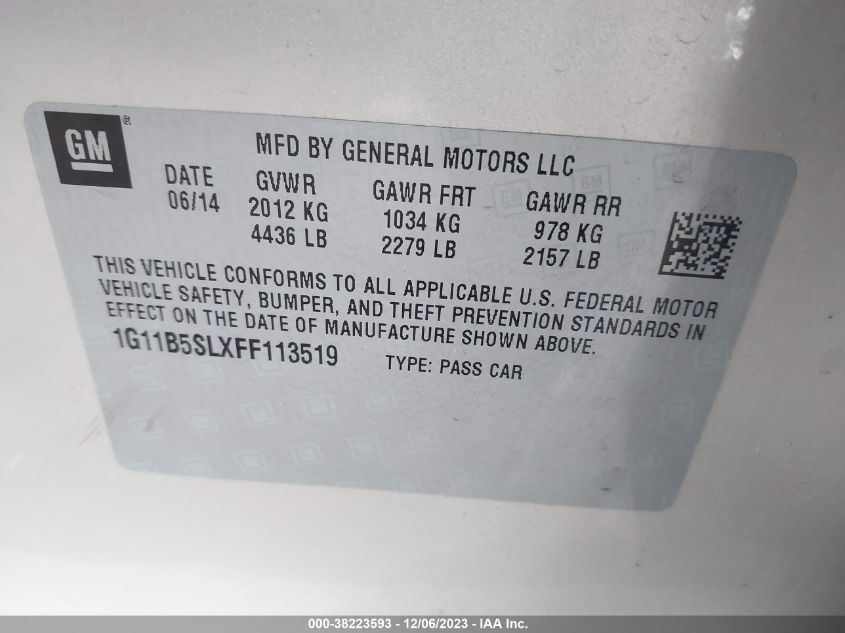 GM®
MFD BY GENERAL MOTORS LLC
DATE GVWR GAWR FRT GAWR RR
06/14 2012 KG 1034 KG 978 KG
4436 LB 2279 LB 2157 LB
THIS VEHICLE CONFORMS TO ALL APPLICABLE U.S. FEDERAL MOTOR
VEHICLE SAFETY, BUMPER, AND THEFT PREVENTION STANDARDS IN
EFFECT ON THE DATE OF MANUFACTURE SHOWN ABOVE.
1G11B5SLXFF113519 TYPE: PASS CAR
000-38223593 - 12/06/2023 - IAA Inc.